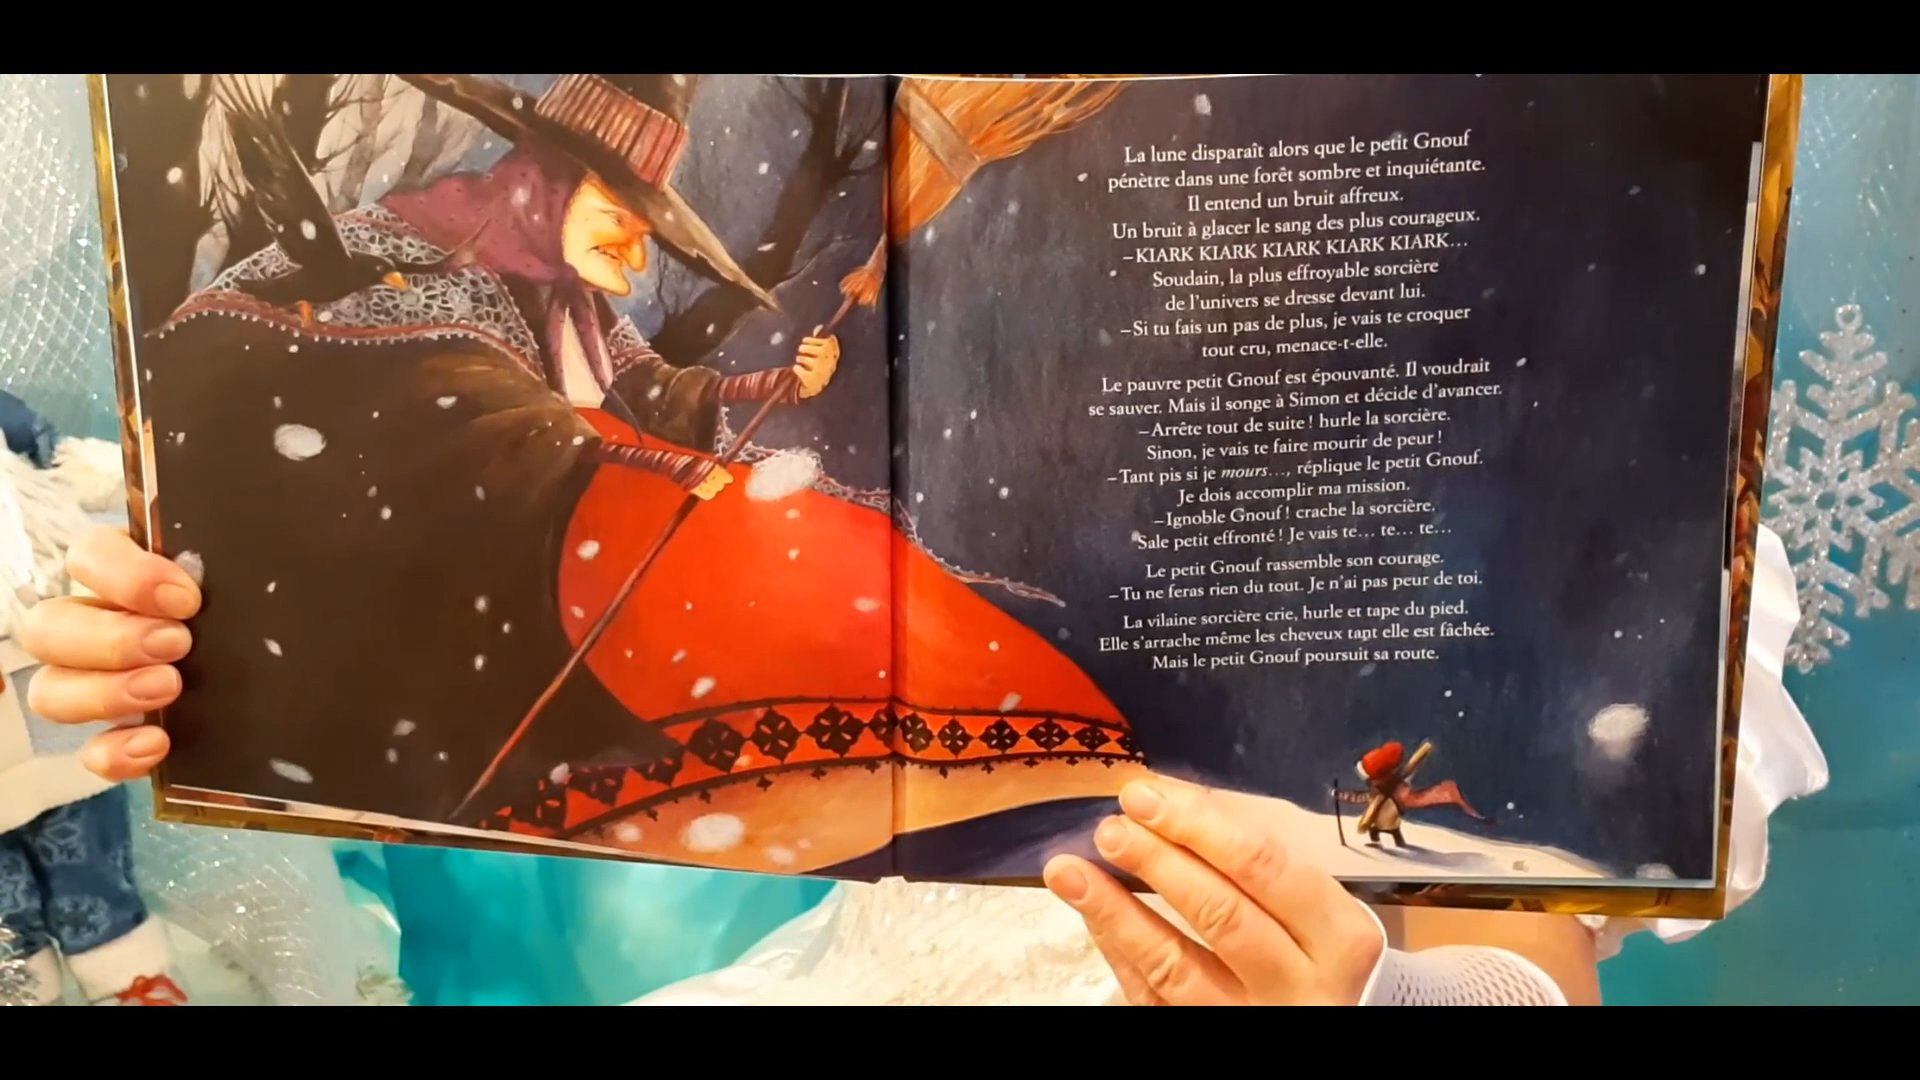 La lune disparaît alors que le petit Gnouf
pénètre dans une forêt sombre et inquiétante.
Il entend un bruit affreux.
Un bruit à glacer le sang des plus courageux.
– KIARK KIARK KIARK KIARK KIARK…
Soudain, la plus effroyable sorcière
de l'univers se dresse devant lui.
– Si tu fais un pas de plus, je vais te croquer
tout cru, menace-t-elle.
Le pauvre petit Gnouf est épouvanté. Il voudrait
se sauver. Mais il songe à Simon et décide d'avancer.
– Arrête tout de suite ! hurle la sorcière.
Sinon, je vais te faire mourir de peur !
– Tant pis si je mours…, réplique le petit Gnouf.
Je dois accomplir ma mission.
– Ignoble Gnouf ! crache la sorcière.
Sale petit effronté ! Je vais te… te… te…
Le petit Gnouf rassemble son courage.
– Tu ne feras rien du tout. Je n'ai pas peur de toi.
La vilaine sorcière crie, hurle et tape du pied.
Elle s'arrache même les cheveux tant elle est fâchée.
Mais le petit Gnouf poursuit sa route.